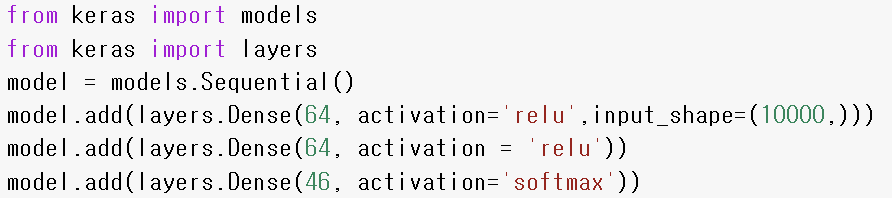 from keras import models
from keras import layers
model = models.Sequential()
model.add(layers.Dense(64, activation='relu',input_shape=(10000,)))
model.add(layers.Dense(64, activation = 'relu'))
model.add(layers.Dense(46, activation='softmax'))